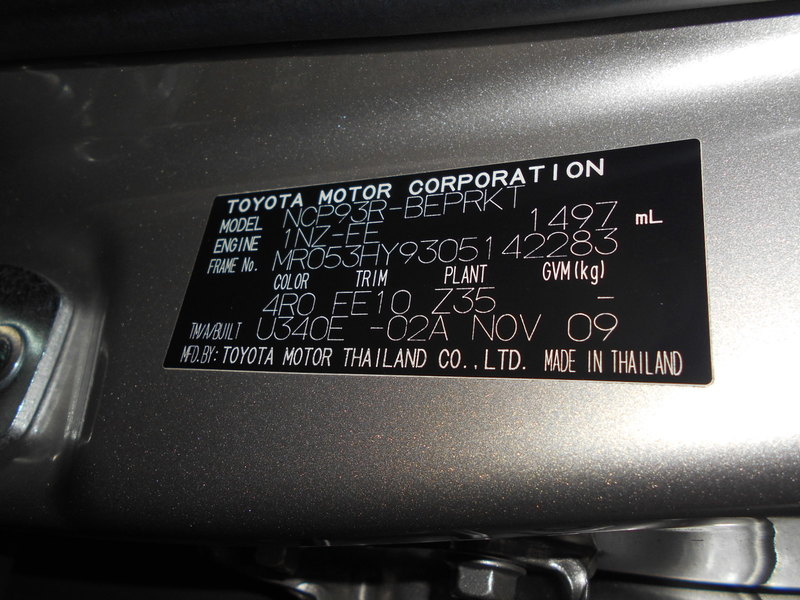 TOYOTA MOTOR CORPORATION
MODEL NCP93R-BEPRKT
ENGINE 1NZ-FE 1497 mL
FRAME No. MR053HY9305142283
COLOR TRIM PLANT GVM(kg)
4R0 FE10 Z35 -
TM/A/BUILT U340E -02A NOV 09
MFD.BY: TOYOTA MOTOR THAILAND CO.,LTD. MADE IN THAILAND